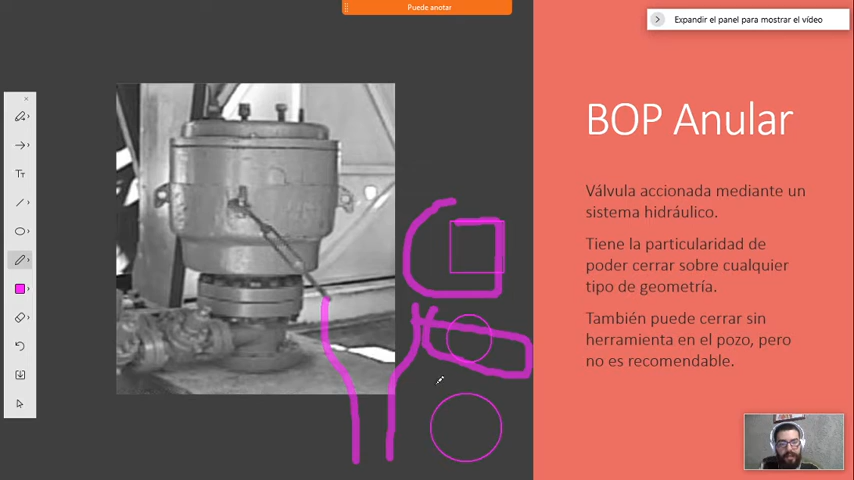 Puede anotar
Expandir el panel para mostrar el vídeo
BOP Anular
Válvula accionada mediante un
sistema hidráulico.
Tiene la particularidad de
poder cerrar sobre cualquier
tipo de geometría.
También puede cerrar sin
herramienta en el pozo, pero
no es recomendable.
Tт